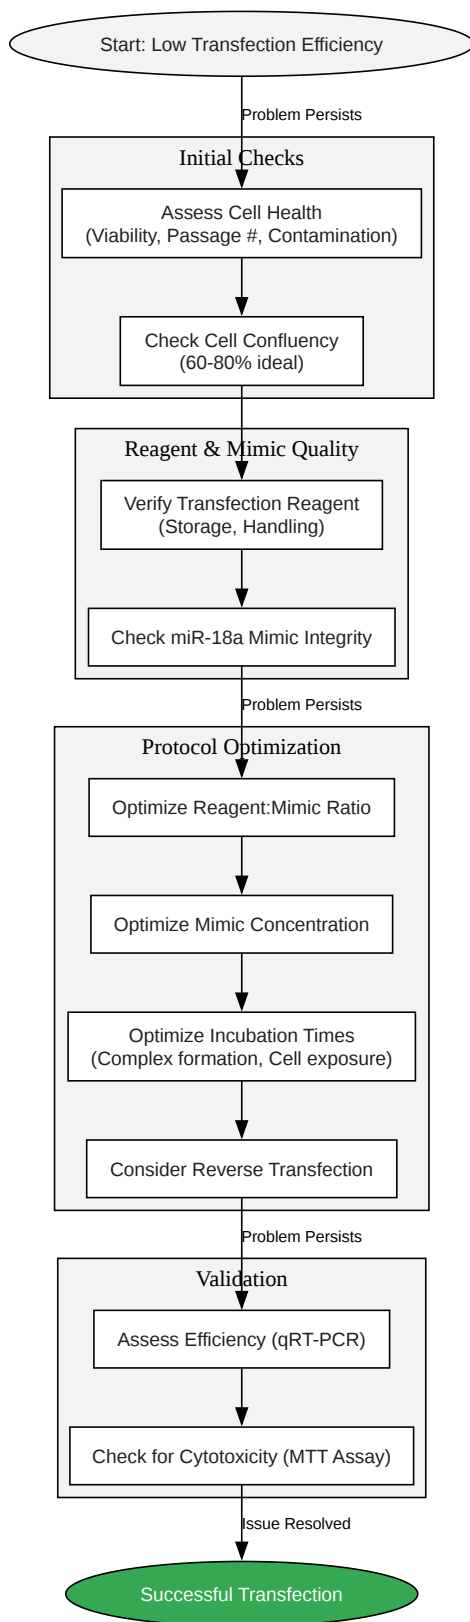 Start: Low Transfection Efficiency
Problem Persists
Initial Checks
Assess Cell Health
(Viability, Passage #, Contamination)
Check Cell Confluency
(60-80% ideal)
Reagent & Mimic Quality
Verify Transfection Reagent
(Storage, Handling)
Check miR-18a Mimic Integrity
Problem Persists
Protocol Optimization
Optimize Reagent:Mimic Ratio
Optimize Mimic Concentration
Optimize Incubation Times
(Complex formation, Cell exposure)
Consider Reverse Transfection
Problem Persists
Validation
Assess Efficiency (qRT-PCR)
Check for Cytotoxicity (MTT Assay)
Issue Resolved
Successful Transfection